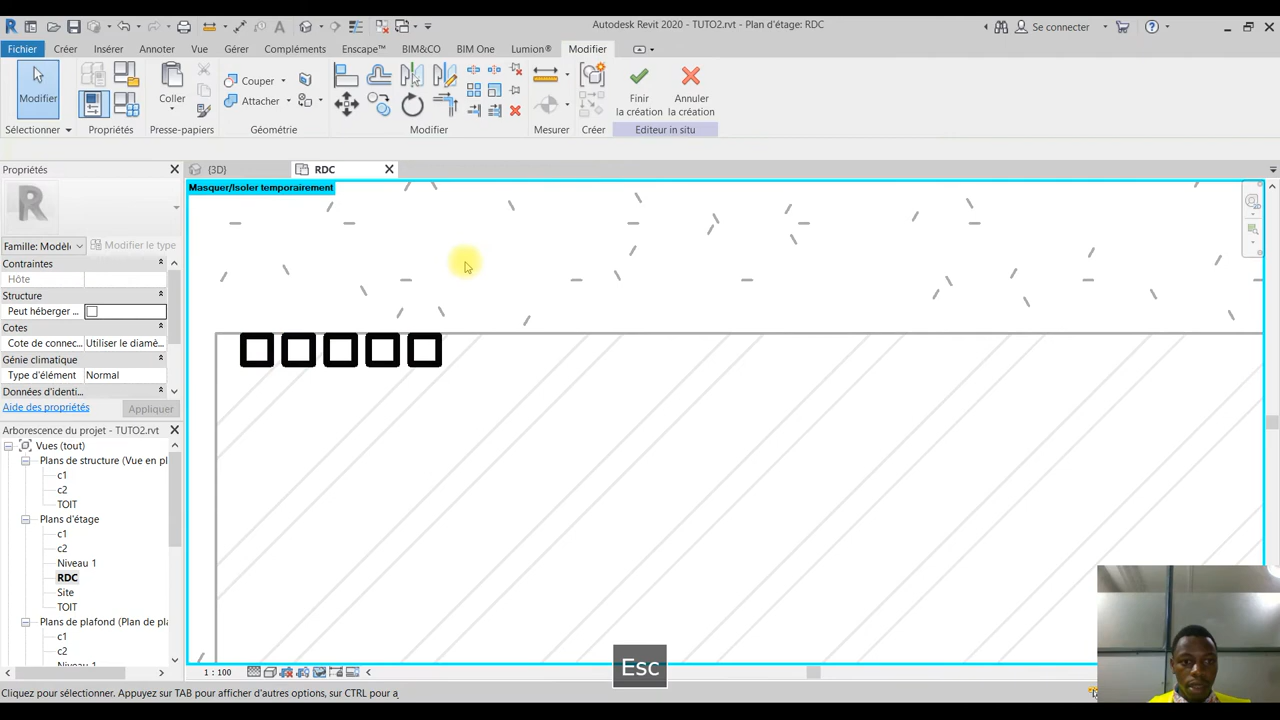 Autodesk Revit 2020 - TUTO2.rvt - Plan d'étage: RDC
Se connecter
Fichier Créer Insérer Annoter Vue Gérer Compléments Enscape™ BIM&CO BIM One Lumion® Modifier
Modifier
Coller
Couper
Attacher
Finir
la création
Annuler
la création
Sélectionner Propriétés Presse-papiers Géométrie Modifier Mesurer Créer Editeur in situ
Propriétés
{3D}
RDC
Masquer/Isoler temporairement
Famille: Modèle
Modifier le type
Contraintes
Hôte
Structure
Peut héberger ...
Cotes
Cote de connec... Utiliser le diamè
Génie climatique
Type d'élément Normal
Données d'identi...
Aide des propriétés
Appliquer
Arborescence du projet - TUTO2.rvt
Vues (tout)
Plans de structure (Vue en pl
c1
c2
TOIT
Plans d'étage
c1
c2
Niveau 1
RDC
Site
TOIT
Plans de plafond (Plan de pla
c1
Niveau 1
1 : 100
Esc
Cliquez pour sélectionner. Appuyez sur TAB pour afficher d'autres options, sur CTRL pour a